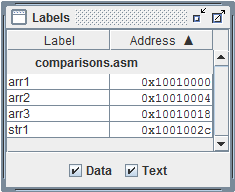 Labels
Label Address ▲
comparisons.asm
arr1 0x10010000
arr2 0x10010004
arr3 0x10010018
str1 0x1001002c
Data Text